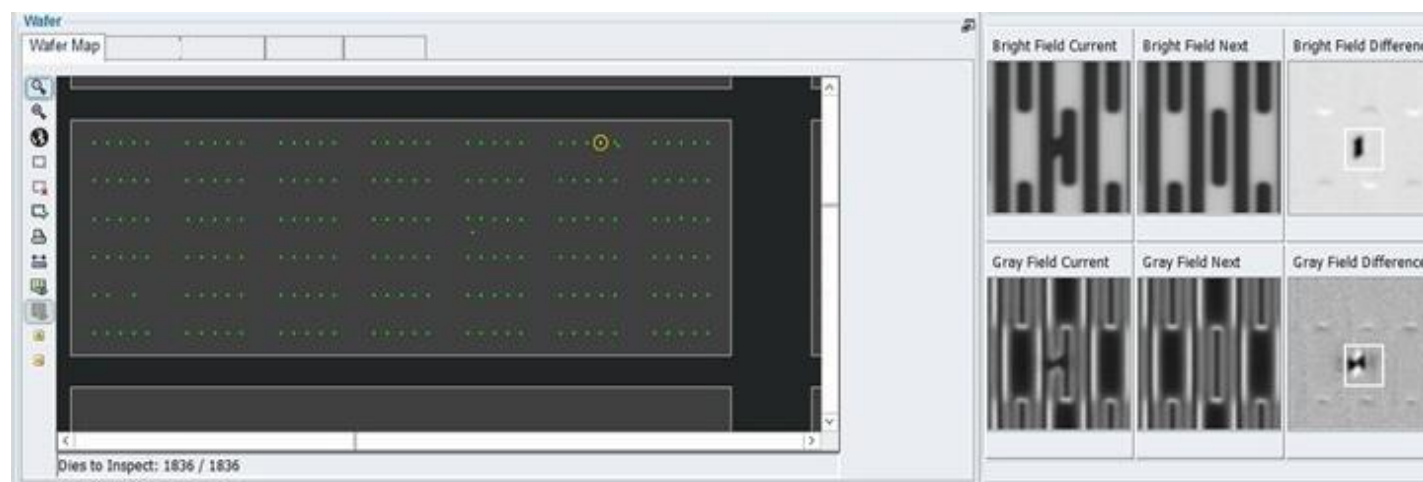 Wafer
Wafer Map
Bright Field Current
Bright Field Next
Bright Field Differenc
Gray Field Current
Gray Field Next
Gray Field Difference
Dies to Inspect: 1836 / 1836